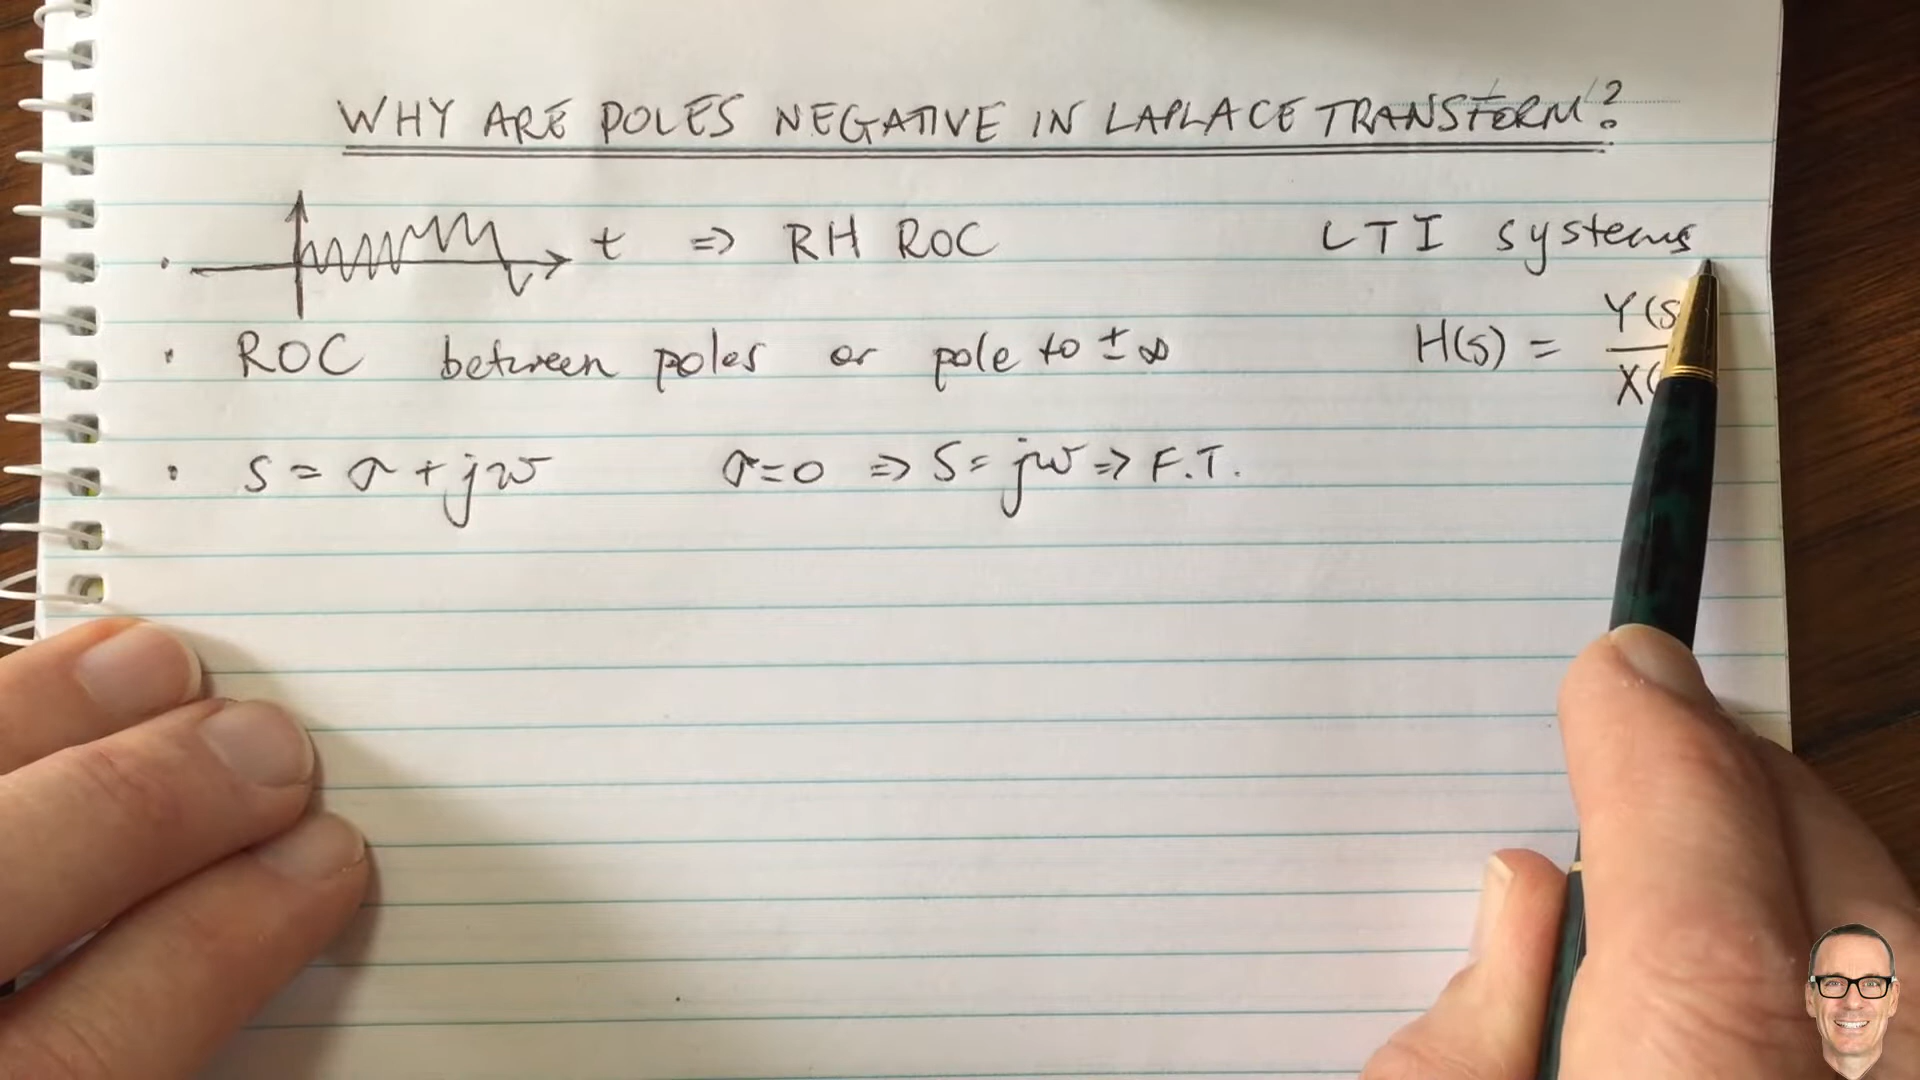 WHY ARE POLES NEGATIVE IN LAPLACE TRANSFORM?
t => RH ROC
LTI systems
• ROC between poles or pole to ± ∞
H(s) = Y(s X(
• s = σ + jω σ=0 => S= jω => F.T.